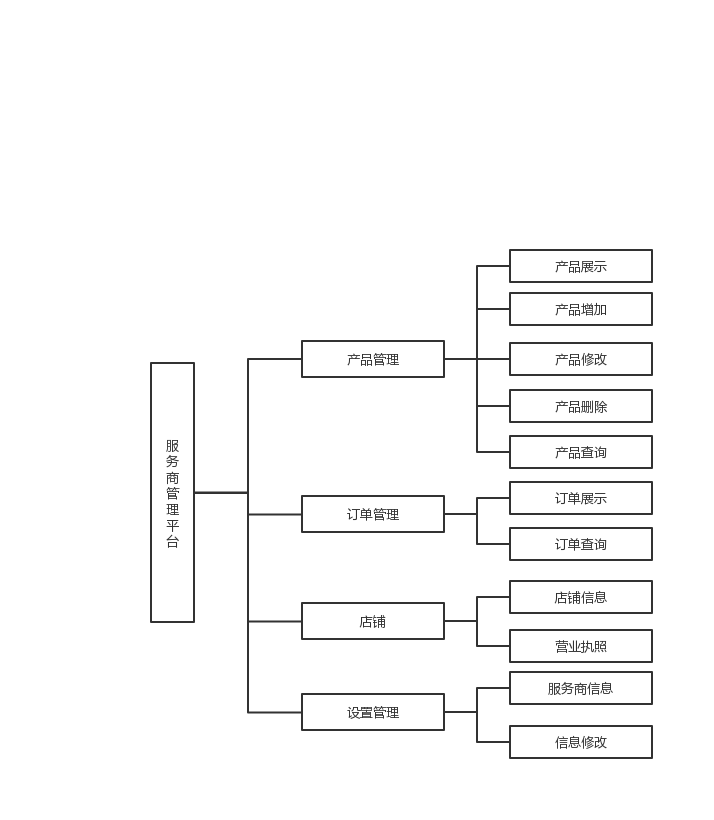 服务商管理平台
产品管理
产品展示
产品增加
产品修改
产品删除
产品查询
订单管理
订单展示
订单查询
店铺
店铺信息
营业执照
设置管理
服务商信息
信息修改